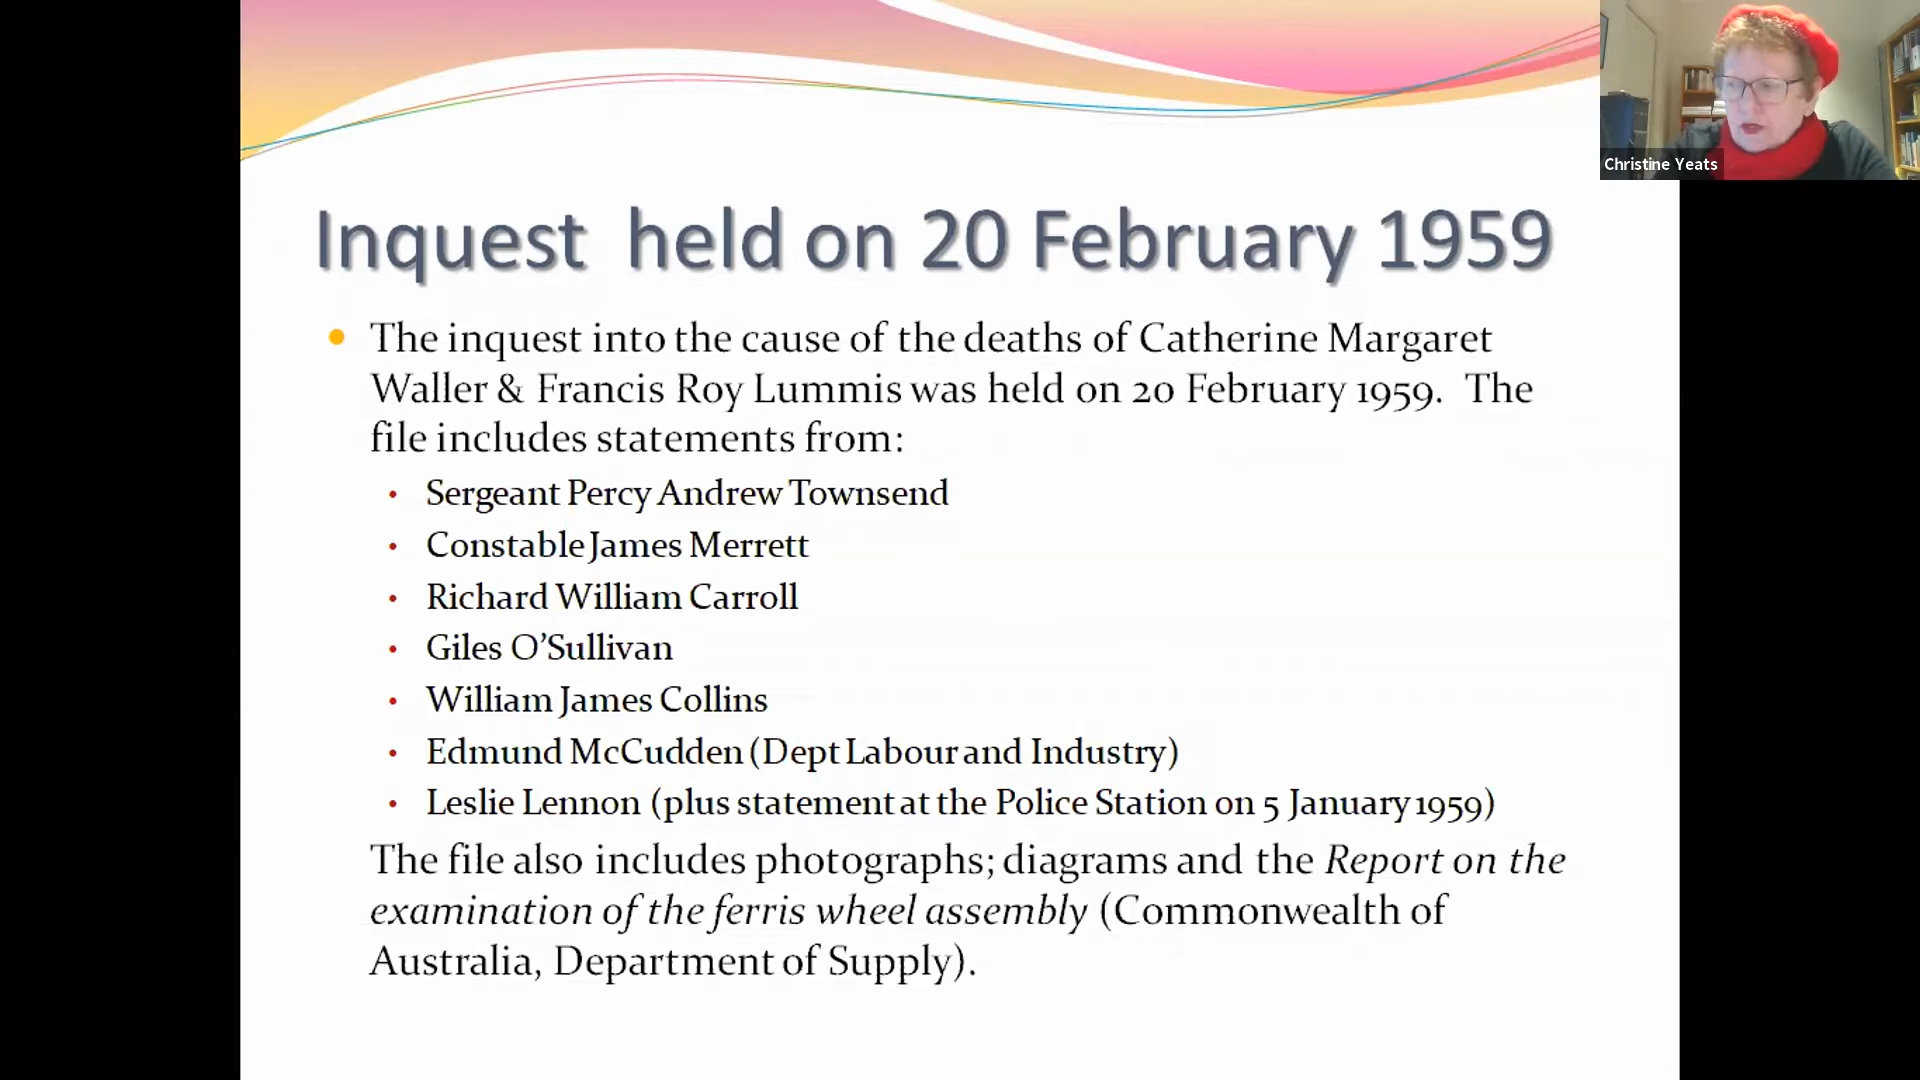 Christine Yeats
Inquest held on 20 February 1959
The inquest into the cause of the deaths of Catherine Margaret
Waller & Francis Roy Lummis was held on 20 February 1959. The
file includes statements from:
• Sergeant Percy Andrew Townsend
• Constable James Merrett
• Richard William Carroll
• Giles O’Sullivan
• William James Collins
• Edmund McCudden (Dept Labour and Industry)
• Leslie Lennon (plus statement at the Police Station on 5 January 1959)
The file also includes photographs; diagrams and the Report on the
examination of the ferris wheel assembly (Commonwealth of
Australia, Department of Supply).